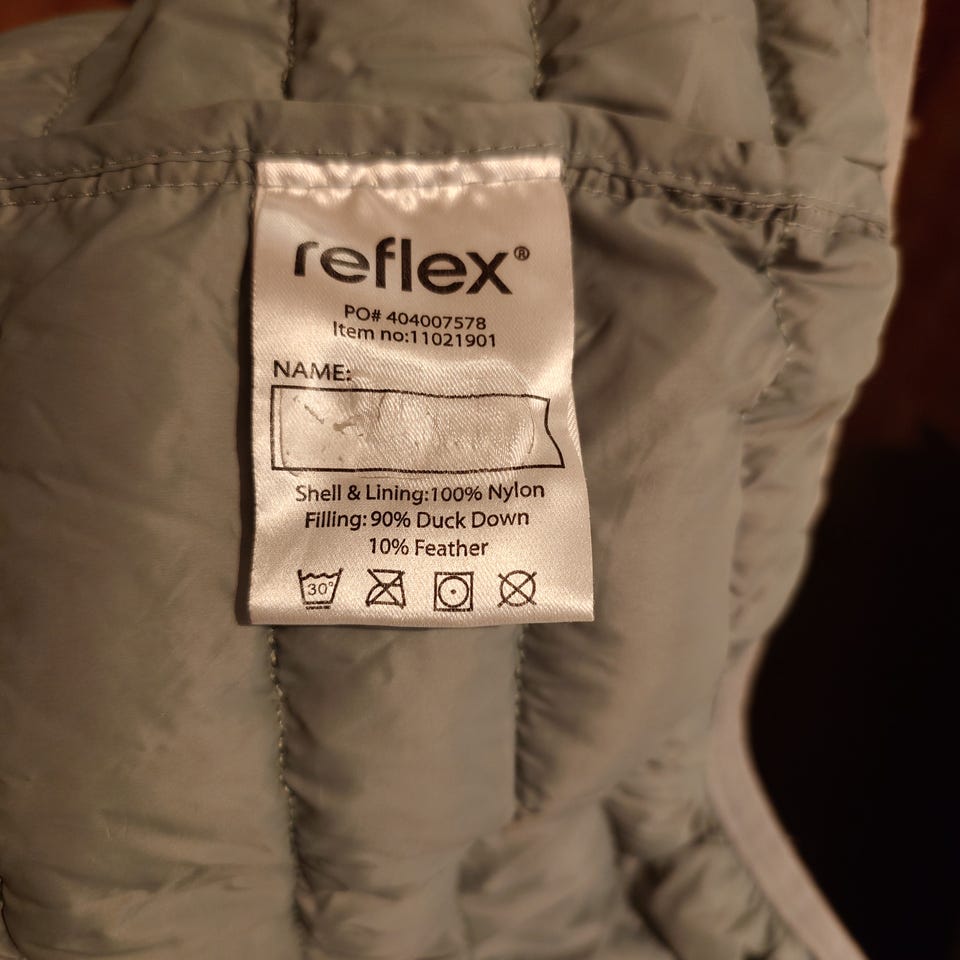 reflex®
PO# 404007578
Item no:11021901
NAME:
Shell & Lining:100% Nylon
Filling: 90% Duck Down
10% Feather
30°